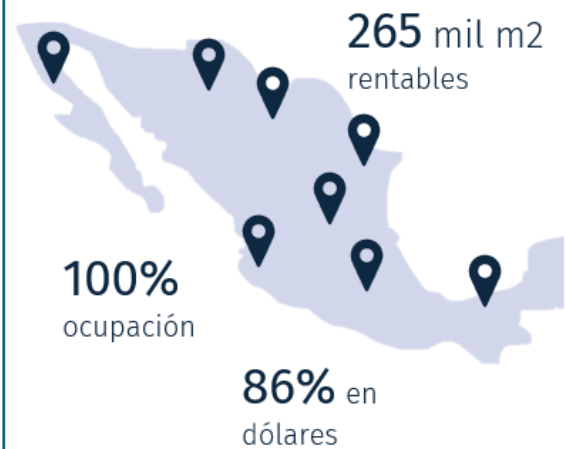 265 mil m2
rentables
100%
ocupación
86% en
dólares